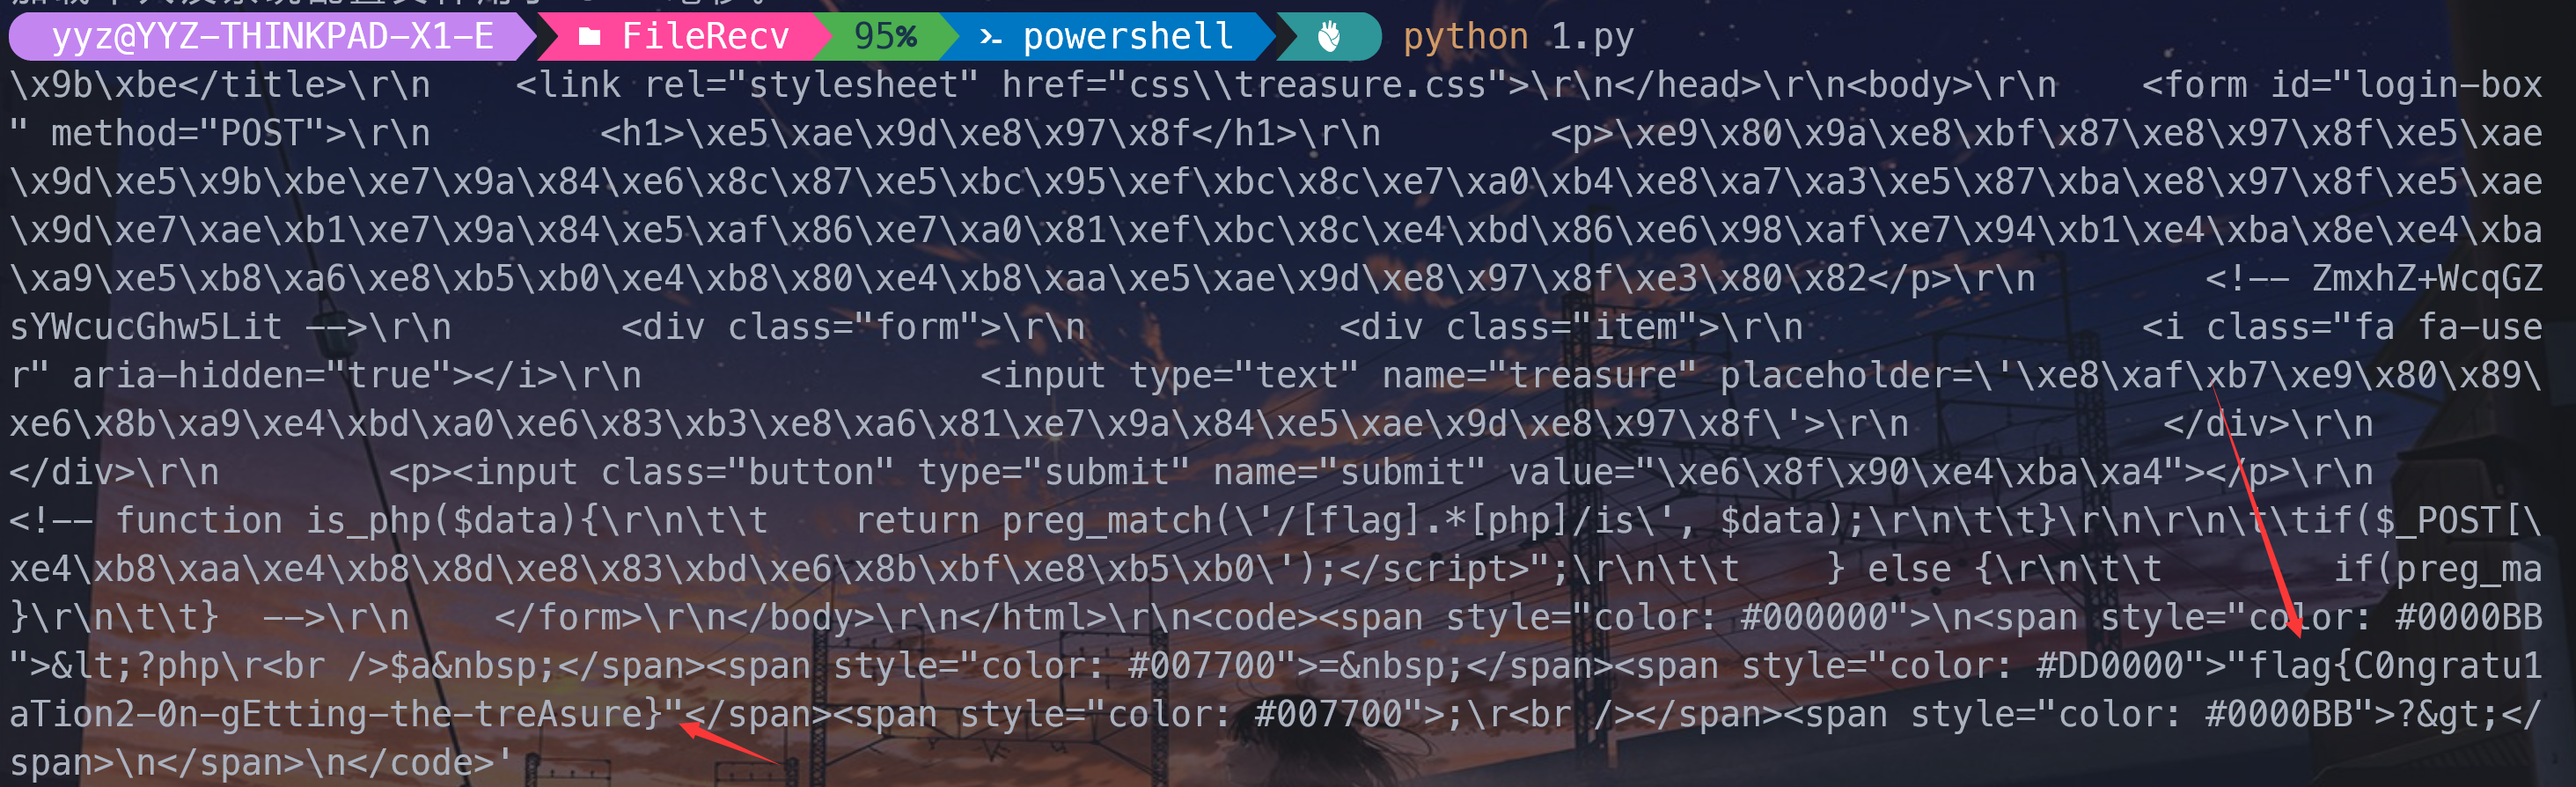 yyz@YYZ-THINKPAD-X1-E FileRecv 95% powershell python 1.py
\x9b\xbe</title>\r\n    <link rel="stylesheet" href="css\\treasure.css">\r\n</head>\r\n<body>\r\n    <form id="login-box
" method="POST">\r\n        <h1>\xe5\xae\x9d\xe8\x97\x8f</h1>\r\n        <p>\xe9\x80\x9a\xe8\xbf\x87\xe8\x97\x8f\xe5\xae
\x9d\xe5\x9b\xbe\xe7\x9a\x84\xe6\x8c\x87\xe5\xbc\x95\xef\xbc\x8c\xe7\xa0\xb4\xe8\xa7\xa3\xe5\x87\xba\xe8\x97\x8f\xe5\xae
\x9d\xe7\xae\xb1\xe7\x9a\x84\xe5\xaf\x86\xe7\xa0\x81\xef\xbc\x8c\xe4\xbd\x86\xe6\x98\xaf\xe7\x94\xb1\xe4\xba\x8e\xe4\xba
\xa9\xe5\xb8\xa6\xe8\xb5\xb0\xe4\xb8\x80\xe4\xb8\xaa\xe5\xae\x9d\xe8\x97\x8f\xe3\x80\x82</p>\r\n        <!-- ZmxhZ+WcqGZ
sYWcucGhw5Lit -->\r\n        <div class="form">\r\n            <div class="item">\r\n                <i class="fa fa-use
r" aria-hidden="true"></i>\r\n                <input type="text" name="treasure" placeholder=\'\xe8\xaf\xb7\xe9\x80\x89\
xe6\x8b\xa9\xe4\xbd\xa0\xe6\x83\xb3\xe8\xa6\x81\xe7\x9a\x84\xe5\xae\x9d\xe8\x97\x8f\'>\r\n            </div>\r\n
</div>\r\n        <p><input class="button" type="submit" name="submit" value="\xe6\x8f\x90\xe4\xba\xa4"></p>\r\n
<!-- function is_php($data){\r\n\t\t    return preg_match(\'/[flag].*[php]/is\', $data);\r\n\t\t}\r\n\r\n\t\tif($_POST[\
xe4\xb8\xaa\xe4\xb8\x8d\xe8\x83\xbd\xe6\x8b\xbf\xe8\xb5\xb0\');</script>";\r\n\t\t    } else {\r\n\t\t        if(preg_ma
}\r\n\t\t}  -->\r\n    </form>\r\n</body>\r\n</html>\r\n<code><span style="color: #000000">\n<span style="color: #0000BB
">&lt;?php\r<br />$a&nbsp;</span><span style="color: #007700">=&nbsp;</span><span style="color: #DD0000">"flag{C0ngratu1
aTion2-0n-gEtting-the-treAsure}"</span><span style="color: #007700">;\r<br /></span><span style="color: #0000BB">?&gt;</
span>\n</span>\n</code>'